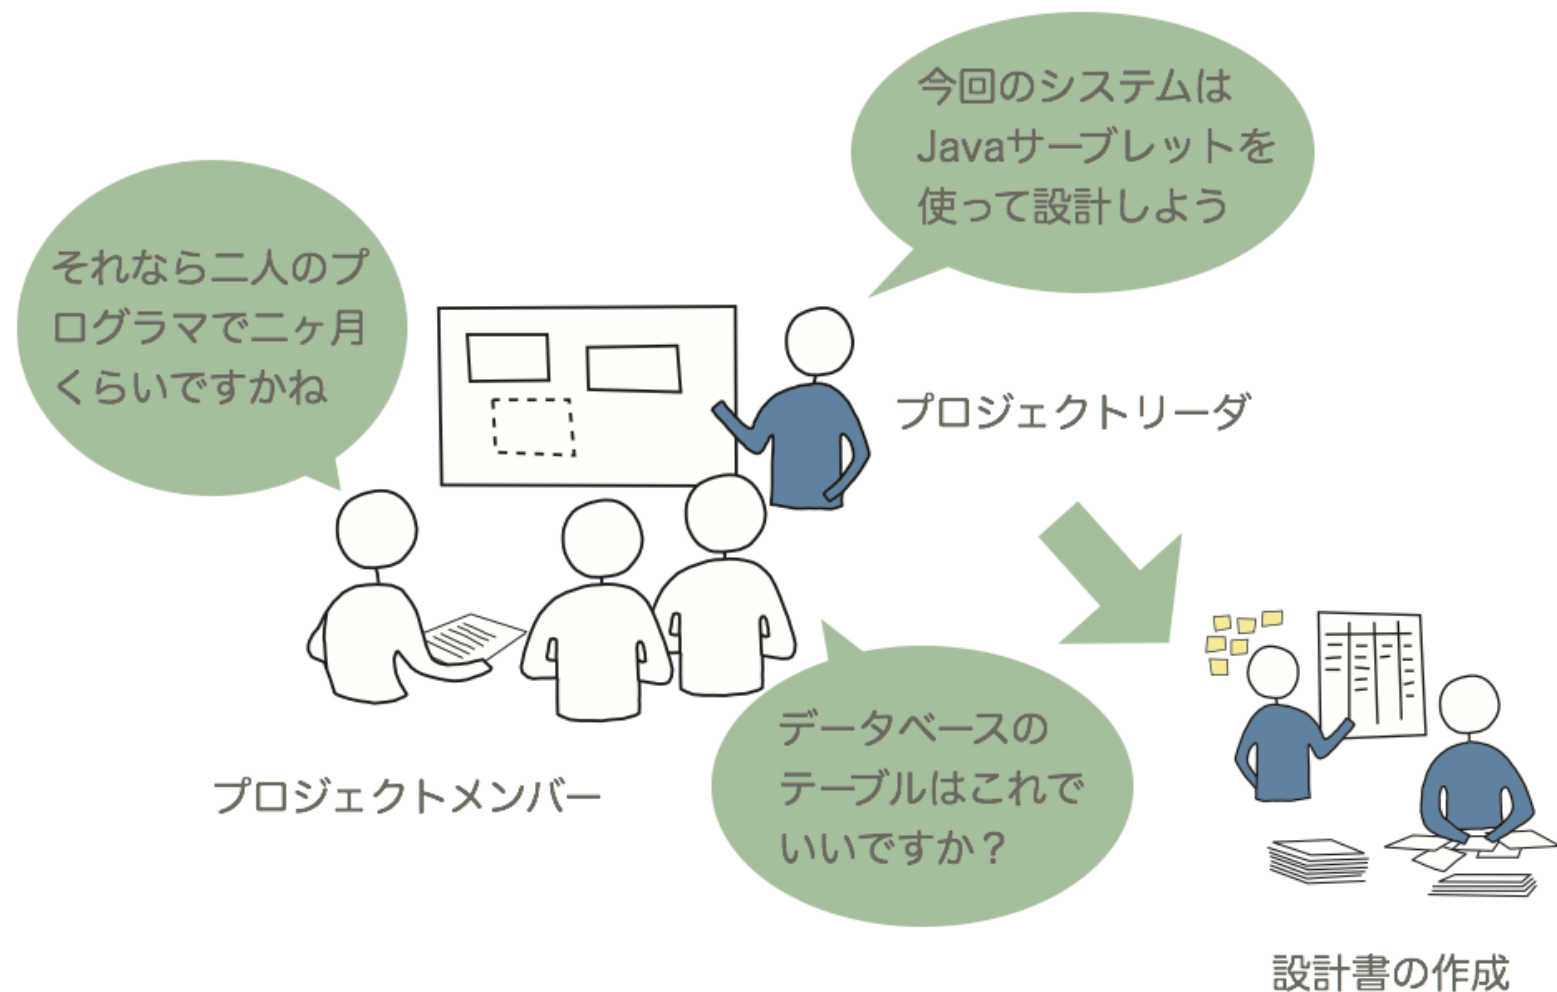 今回のシステムは
Javaサーブレットを
使って設計しよう
それなら二人のプ
ログラマで二ヶ月
くらいですかね
プロジェクトリーダ
データベースの
テーブルはこれで
いいですか？
プロジェクトメンバー
設計書の作成